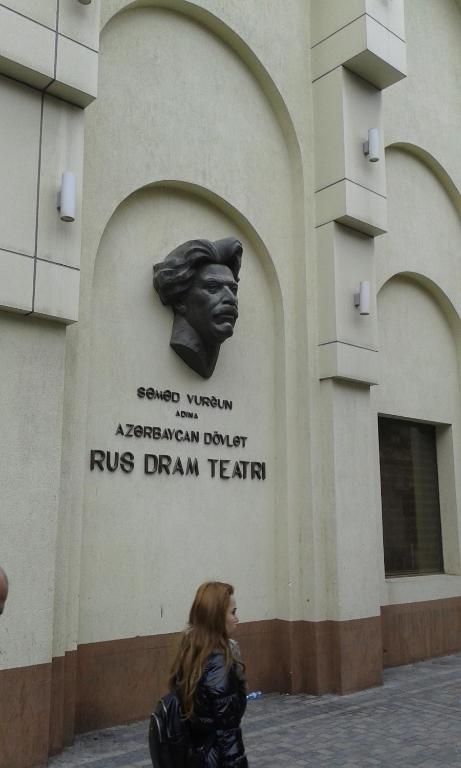 SƏMƏD VURĞUN
ADINA
AZƏRBAYCAN DÖVLƏT
RUS DRAM TEATRI